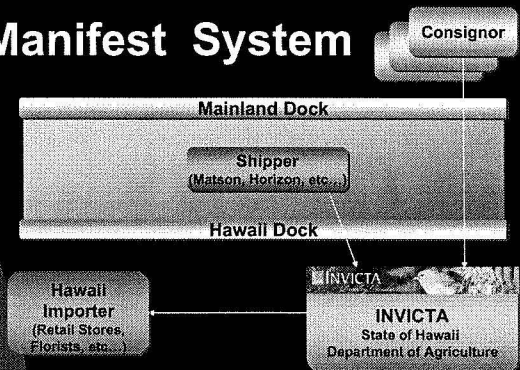 Manifest System
Consignor
Mainland Dock
Shipper
(Matson, Horizon, etc...)
Hawaii Dock
Hawaii
Importer
(Retail Stores,
Florists, etc...)
INVICTA
INVICTA
State of Hawaii
Department of Agriculture